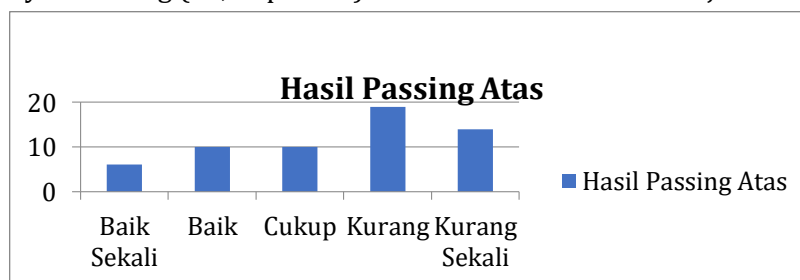 Hasil Passing Atas
20
10
0
Baik Sekali
Baik
Cukup
Kurang
Kurang Sekali
Hasil Passing Atas